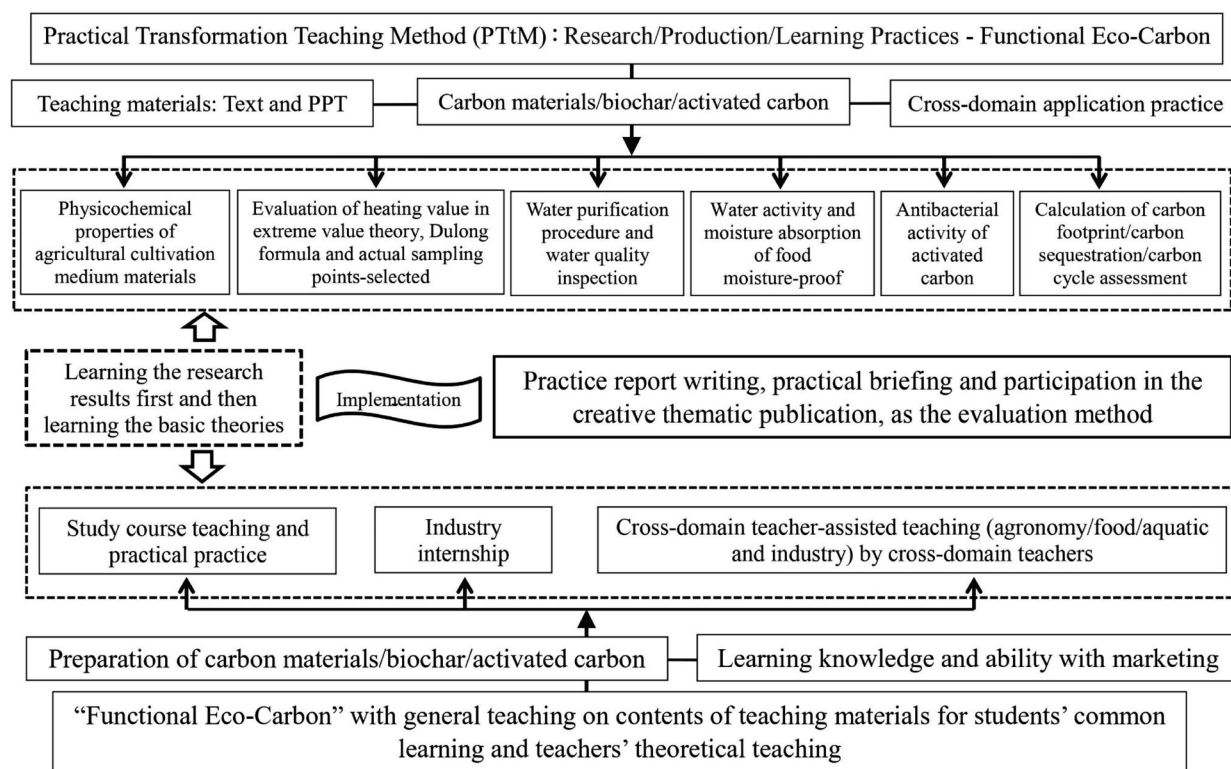 Practical Transformation Teaching Method (PTtM) : Research/Production/Learning Practices - Functional Eco-Carbon
Teaching materials: Text and PPT
Carbon materials/biochar/activated carbon
Cross-domain application practice
Physicochemical
properties of
agricultural cultivation
medium materials
Evaluation of heating value in
extreme value theory, Dulong
formula and actual sampling
points-selected
Water purification
procedure and
water quality
inspection
Water activity and
moisture absorption
of food
moisture-proof
Antibacterial
activity of
activated
carbon
Calculation of carbon
footprint/carbon
sequestration/carbon
cycle assessment
Learning the research
results first and then
learning the basic theories
Implementation
Practice report writing, practical briefing and participation in the
creative thematic publication, as the evaluation method
Study course teaching and
practical practice
Industry
internship
Cross-domain teacher-assisted teaching (agronomy/food/aquatic
and industry) by cross-domain teachers
Preparation of carbon materials/biochar/activated carbon
Learning knowledge and ability with marketing
“Functional Eco-Carbon” with general teaching on contents of teaching materials for students’ common
learning and teachers’ theoretical teaching